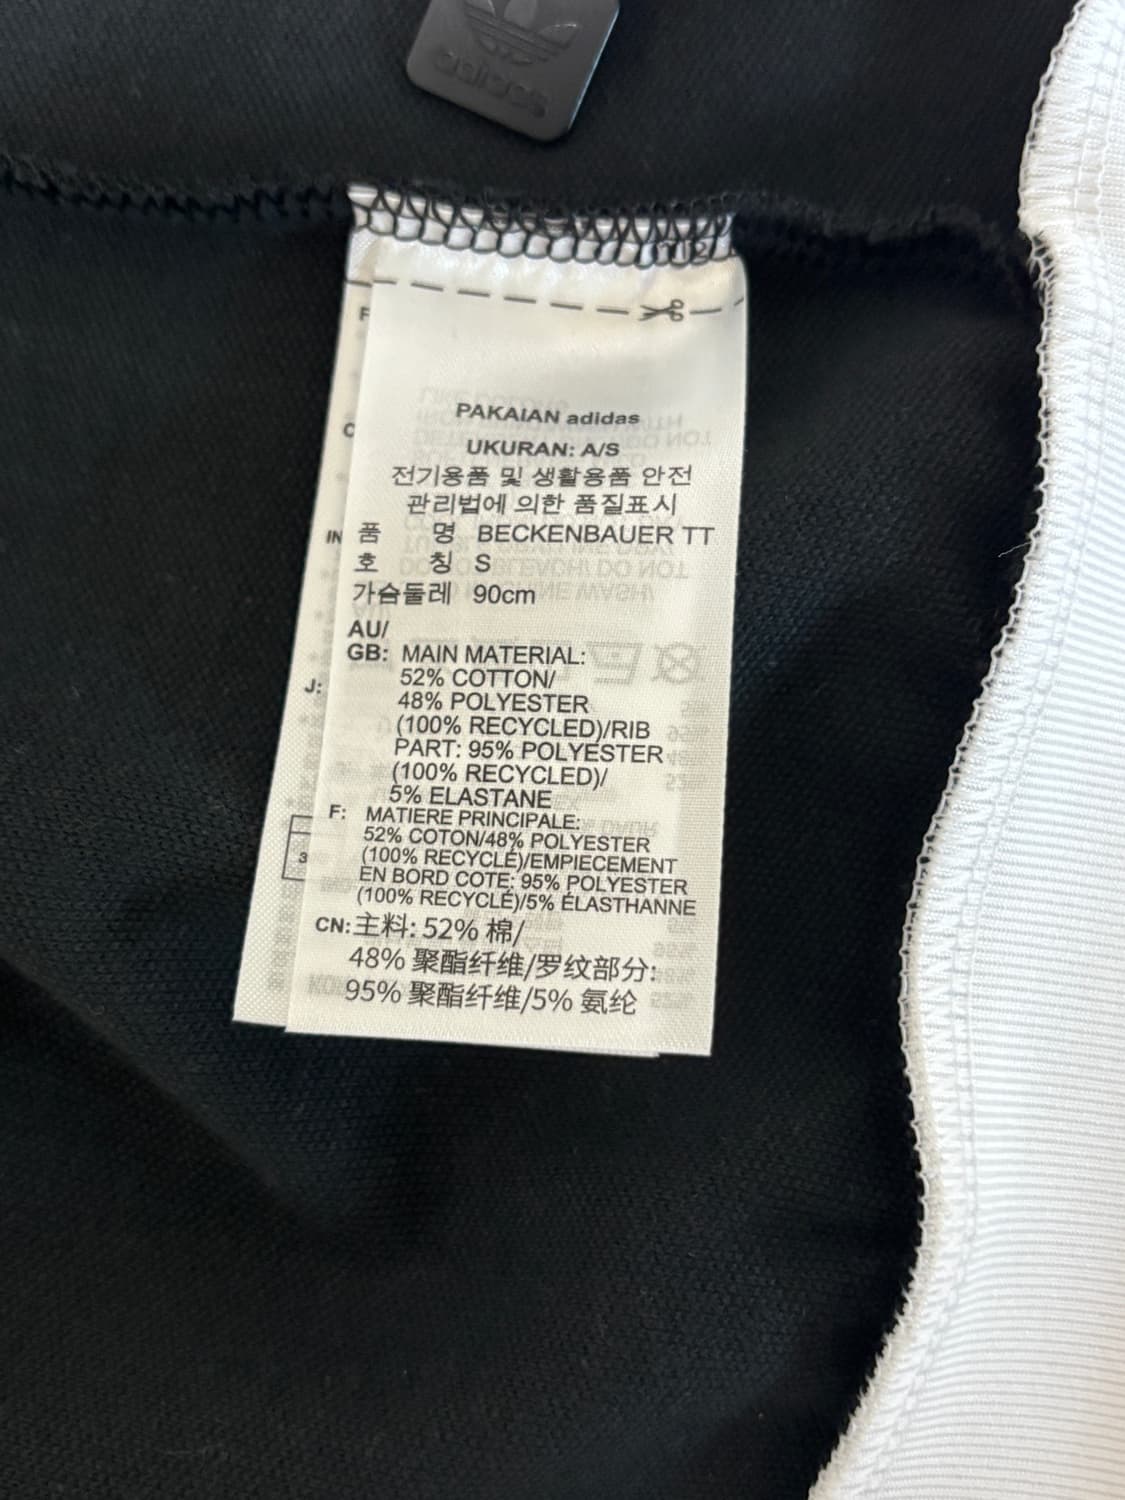 adidas
PAKAIAN adidas
UKURAN: A/S
전기용품 및 생활용품 안전
관리법에 의한 품질표시
품 명 BECKENBAUER TT
호 칭 S
가슴둘레 90cm
AU/
GB: MAIN MATERIAL:
52% COTTON/
48% POLYESTER
(100% RECYCLED)/RIB
PART: 95% POLYESTER
(100% RECYCLED)/
5% ELASTANE
F: MATIERE PRINCIPALE:
52% COTON/48% POLYESTER
(100% RECYCLÉ)/EMPIECEMENT
EN BORD COTE: 95% POLYESTER
(100% RECYCLÉ)/5% ÉLASTHANNE
CN: 主料: 52% 棉/
48% 聚酯纤维/罗纹部分:
95% 聚酯纤维/5% 氨纶
F
C
IN
J:
3